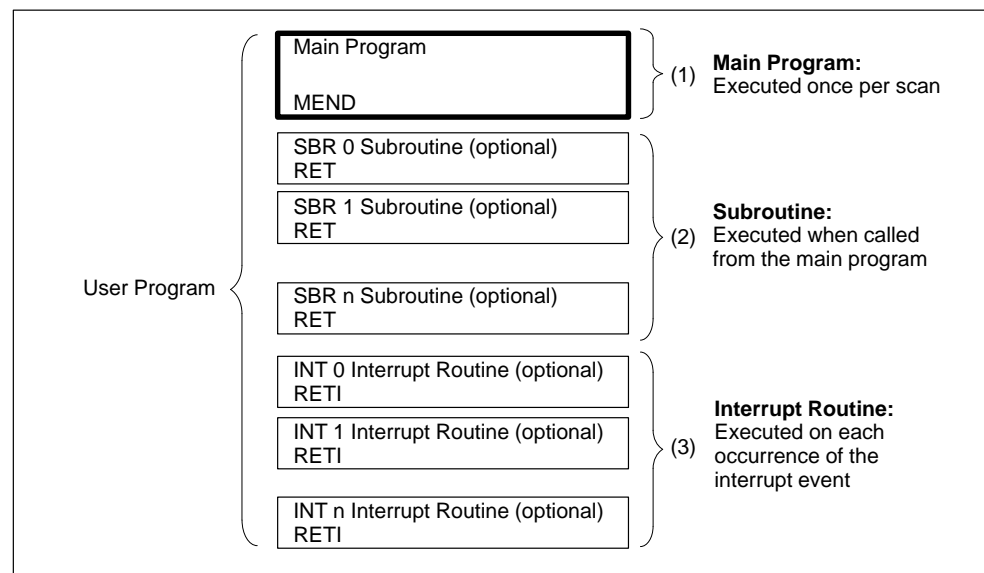 Main Program
MEND
(1)
Main Program:
Executed once per scan
SBR 0 Subroutine (optional)
RET
SBR 1 Subroutine (optional)
RET
SBR n Subroutine (optional)
RET
(2)
Subroutine:
Executed when called
from the main program
User Program
INT 0 Interrupt Routine (optional)
RETI
INT 1 Interrupt Routine (optional)
RETI
INT n Interrupt Routine (optional)
RETI
(3)
Interrupt Routine:
Executed on each
occurrence of the
interrupt event